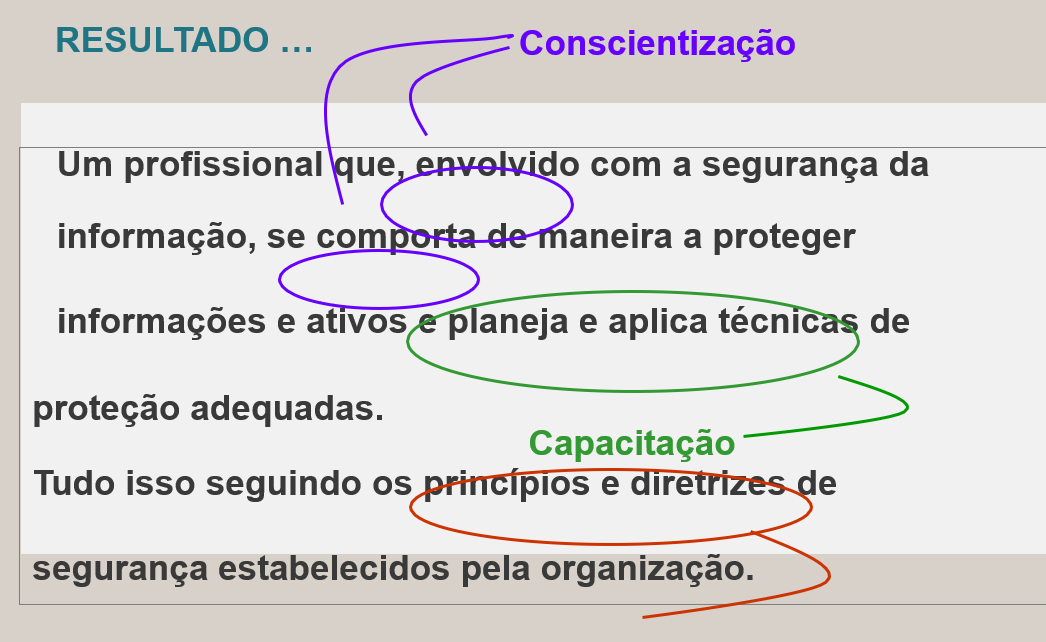 RESULTADO ...
Conscientização
Um profissional que, envolvido com a segurança da
informação, se comporta de maneira a proteger
informações e ativos e planeja e aplica técnicas de
proteção adequadas.
Capacitação
Tudo isso seguindo os princípios e diretrizes de
segurança estabelecidos pela organização.